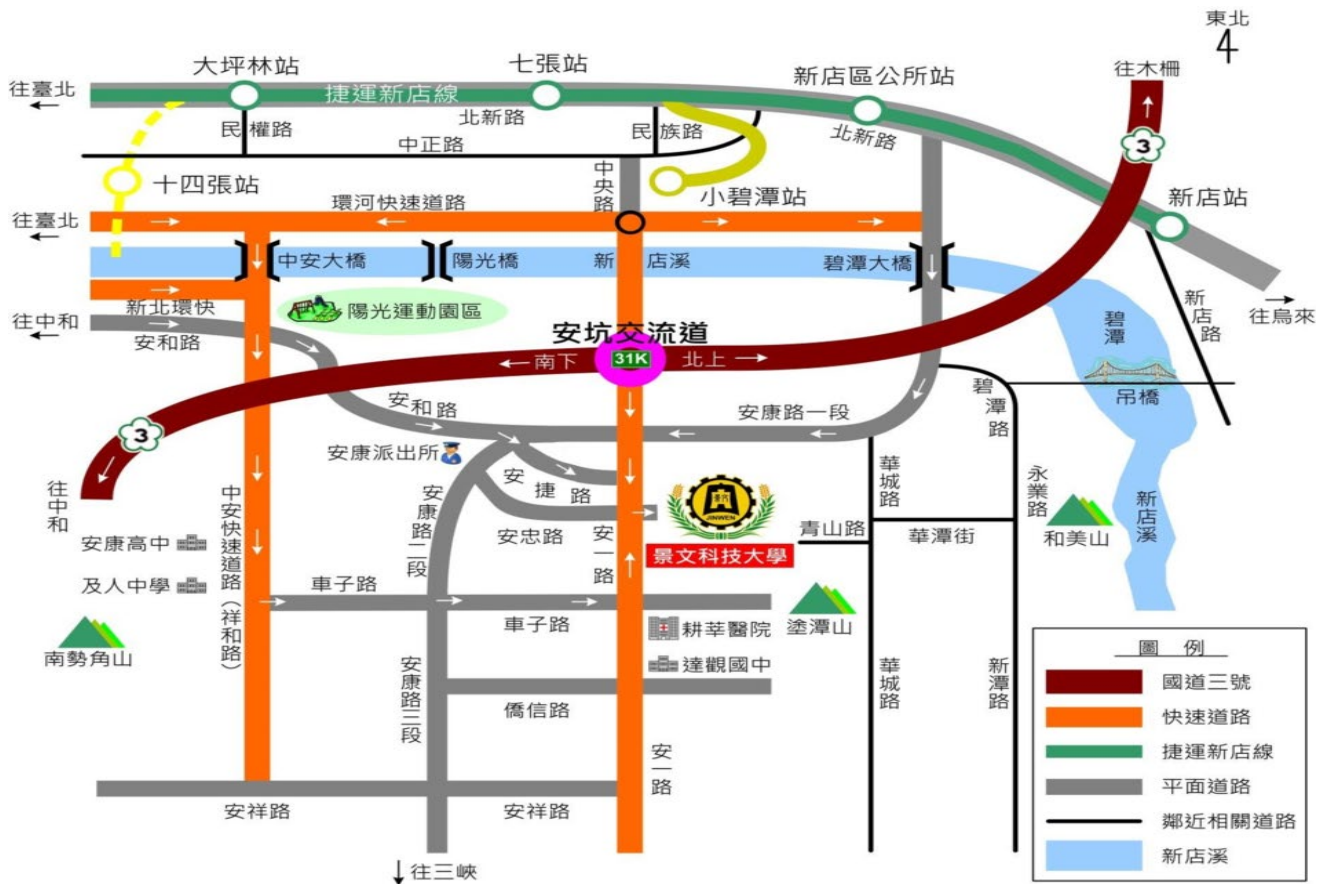 東北
4
往木柵
大坪林站
七張站
新店區公所站
往臺北
捷運新店線
北新路
北新路
民權路
民族路
中正路
3
十四張站
中央路
小碧潭站
新店站
往臺北
環河快速道路
中安大橋
陽光橋
新店溪
碧潭大橋
新店路
往烏來
新北環快
陽光運動園區
往中和
安和路
安坑交流道
碧潭
南下
31K
北上
吊橋
安和路
安康路一段
碧潭路
3
安康派出所
往中和
安捷路
華城路
永業路
新店溪
中安快速道路（祥和路）
安康路二段
JINWEN
安忠路
安一路
青山路
華潭街
和美山
安康高中
景文科技大學
及人中學
車子路
車子路
塗潭山
南勢角山
耕莘醫院
達觀國中
安康路三段
僑信路
華城路
新潭路
安一路
安祥路
安祥路
往三峽
圖例
國道三號
快速道路
捷運新店線
平面道路
鄰近相關道路
新店溪